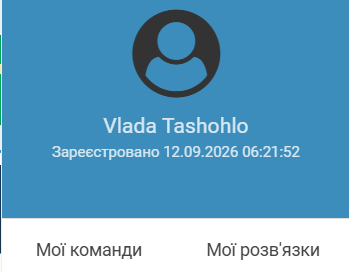 Vlada Tashohlo
Зареєстровано 12.09.2026 06:21:52
Мої команди
Мої розв'язки